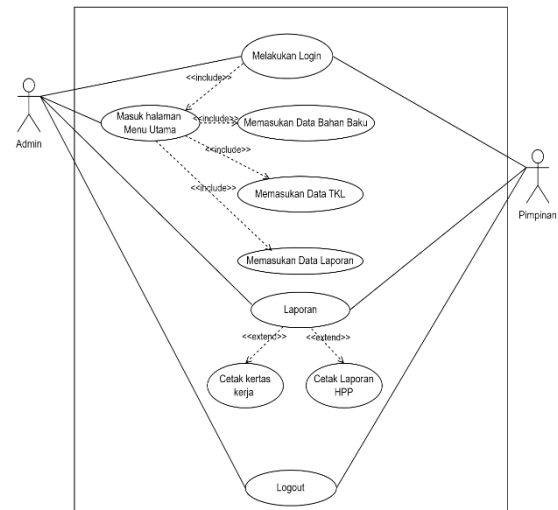 Melakukan Login
<<include>>
Admin
Masuk halaman
Menu Utama
<<include>>
Memasukan Data Bahan Baku
<<include>>
Pimpinan
<<include>>
Memasukan Data TKL
Memasukan Data Laporan
Laporan
<<extend>>
<<extend>>
Cetak kertas
kerja
Cetak Laporan
HPP
Logout